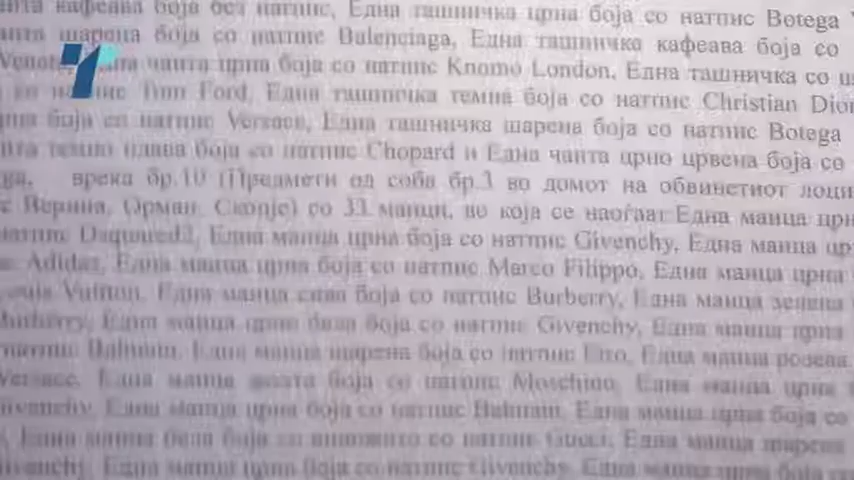 чанта кафеава боја без натпис, Една ташничка црна боја со натпис Botega
чанта шарена боја со натпис Balenciaga, Една ташничка кафеава боја со
чанта црна боја со натпис Knomo London, Една ташничка со
Tom Ford, Една ташничка темна боја со натпис Christian Dior
боја со натпис Versace, Една ташничка шарена боја со натпис Botega
темно плава боја со натпис Chopard и Една чанта црно црвена боја со
врека бр.10 (Предмети од соба бр.3 во домот на обвинетиот лоци
Верина, Орман, Скопје) со 33 маици, во која се наоѓаат Една маица црн
натпис Dsquared2, Една маица црна боја со натпис Givenchy, Една маица
Adidas, Една маица црна боја со натпис Marco Filippo, Една маица црна
Louis Vuitton, Една маица сива боја со натпис Burberry, Една маица зелена
Burberry, Една маица црно бела боја со натпис Givenchy, Една маица црна
натпис Balmain, Една маица шарена боја со натпис Etro, Една маица розева
Versace, Една маица жолта боја со натпис Moschino, Една маица црна
Givenchy, Една маица црна боја со натпис Balmain, Една маица црна боја со
Една маица бела боја со виножито со натпис Gucci, Една маица шарена
Givenchy, Една маица црна боја со натпис Givenchy, Една маица црна боја